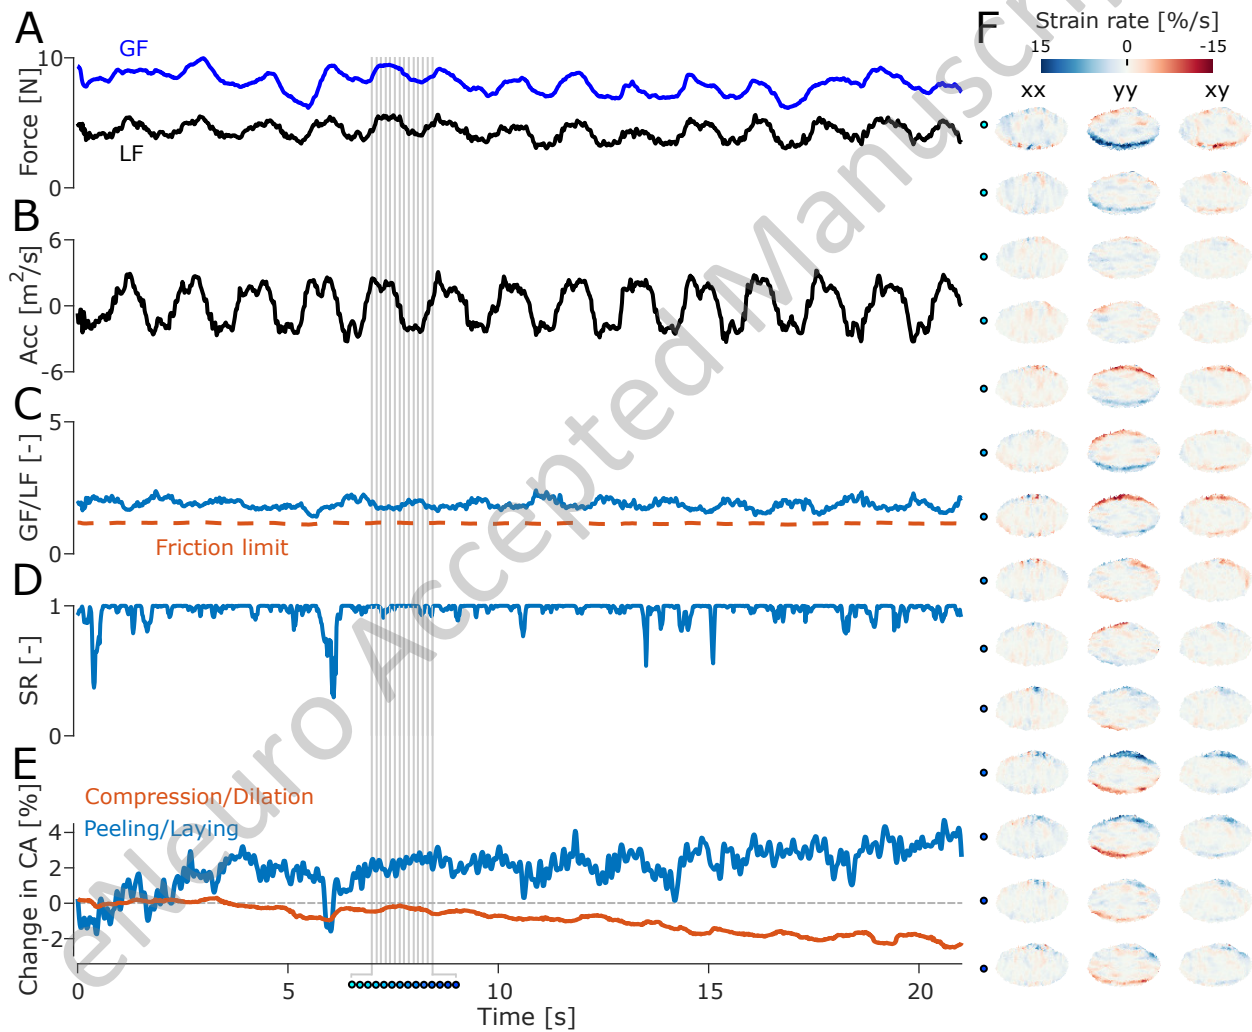 A
GF
LF
Force [N]
10
0
B
Acc [m²/s]
6
0
-6
C
GF/LF [-]
5
0
Friction limit
D
SR [-]
1
0
E
Change in CA [%]
Compression/Dilation
Peeling/Laying
4
2
0
-2
0
5
10
15
20
Time [s]
F
Strain rate [%/s]
15
0
-15
xx
yy
xy
eNeuro Accepted Manuscript